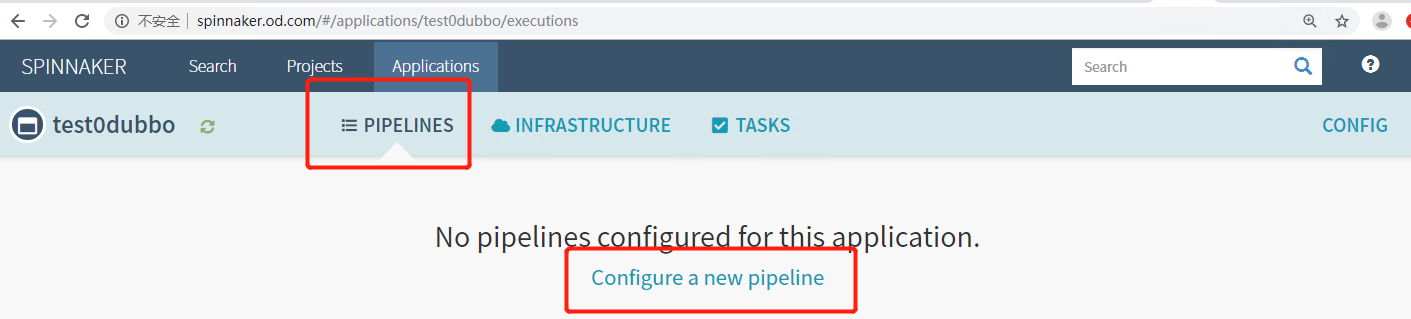 不安全 spinnaker.od.com/#/applications/test0dubbo/executions
SPINNAKER Search Projects Applications Search
test0dubbo PIPELINES INFRASTRUCTURE TASKS CONFIG
No pipelines configured for this application.
Configure a new pipeline